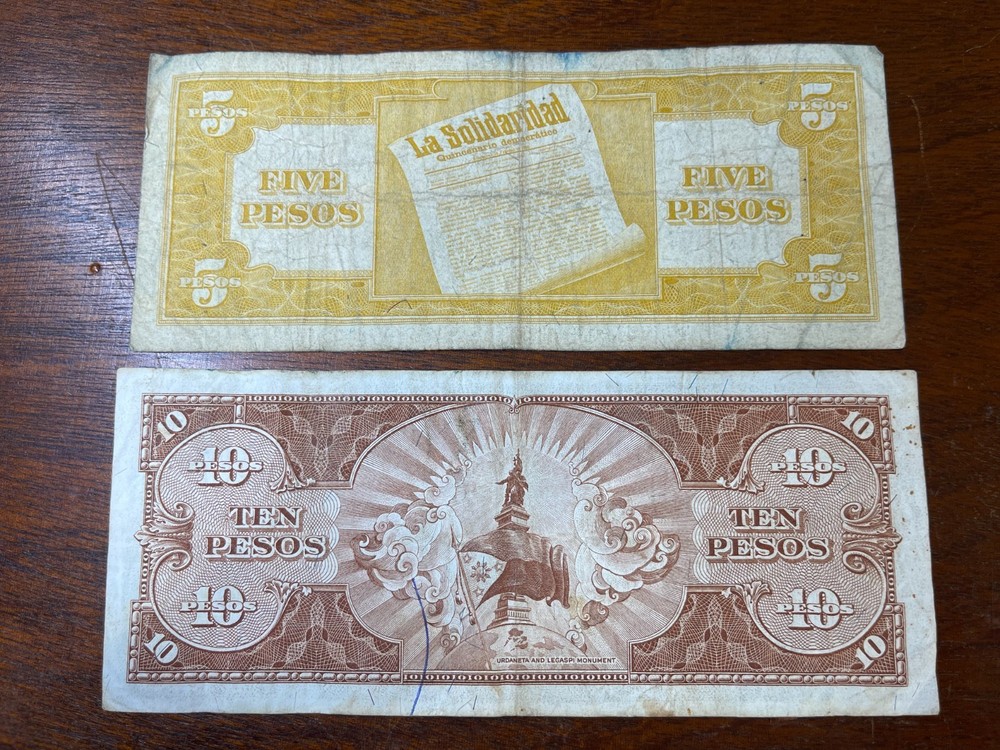 5 PESOS
5 PESOS
La Solidaridad
Quincenario democrático
FIVE
PESOS
FIVE
PESOS
5 PESOS
5 PESOS
10
10
10 PESOS
10 PESOS
TEN
PESOS
TEN
PESOS
10 PESOS
10 PESOS
10
10
URDANETA AND LEGASPI MONUMENT